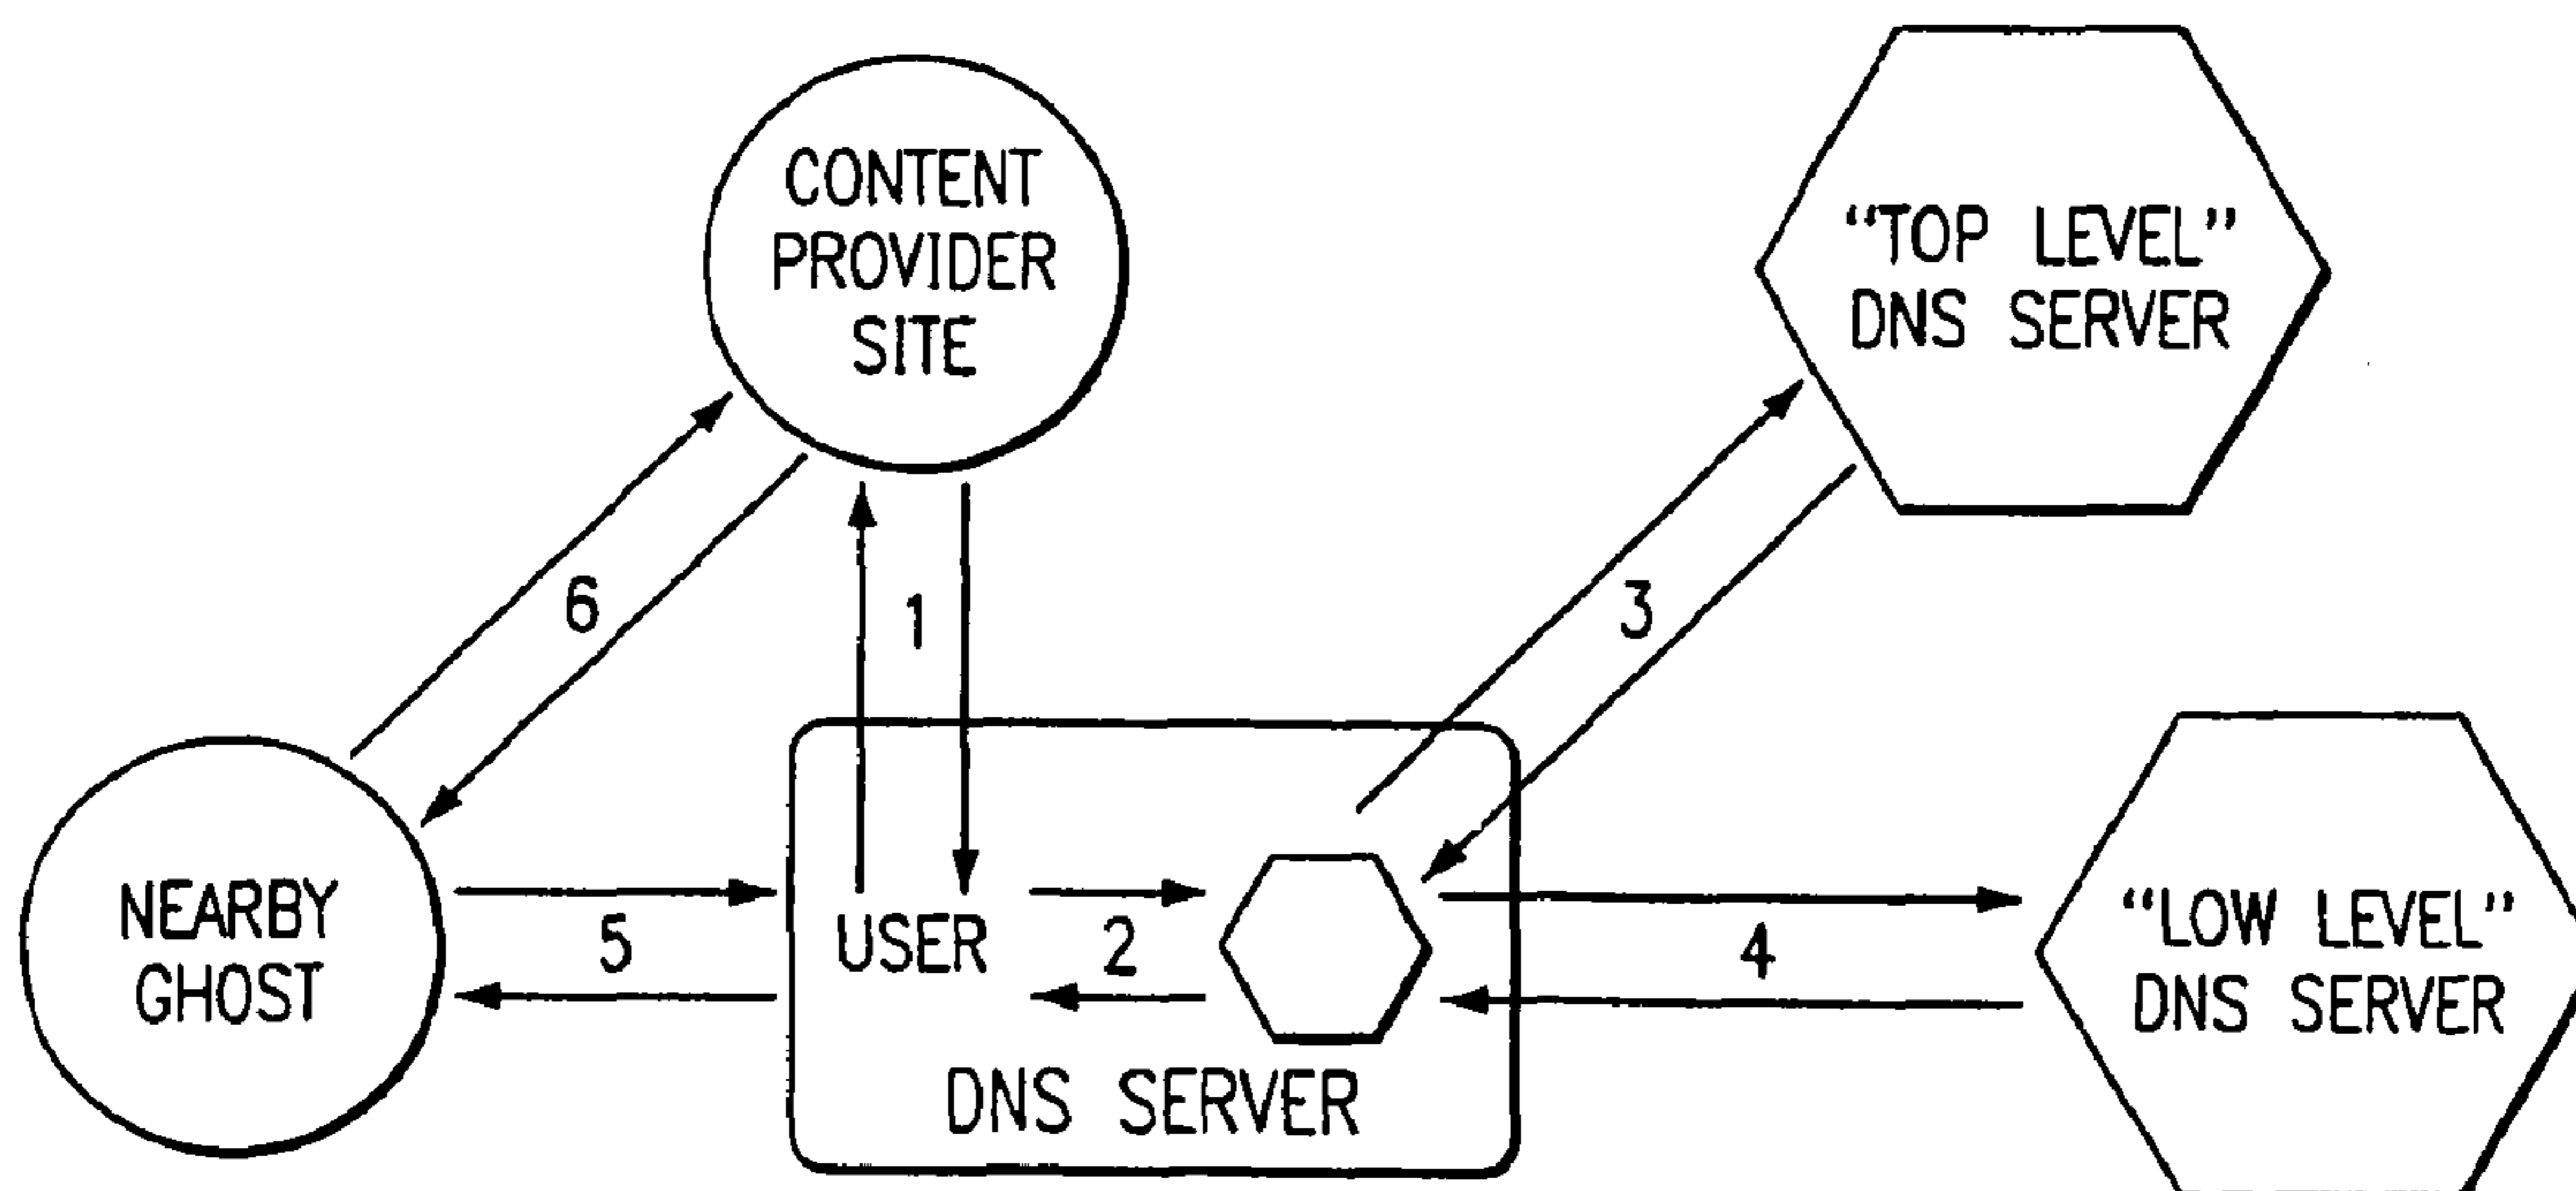 CONTENT
PROVIDER
SITE
“TOP LEVEL”
DNS SERVER
6
1
3
NEARBY
GHOST
5
USER
2
4
“LOW LEVEL”
DNS SERVER
DNS SERVER